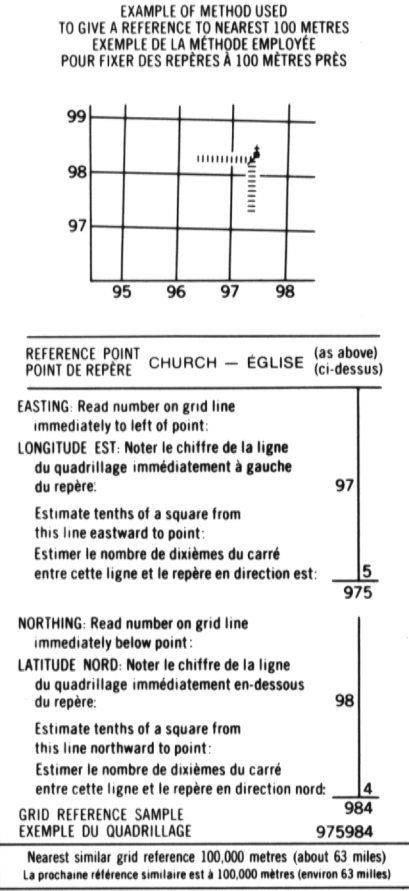 EXAMPLE OF METHOD USED
TO GIVE A REFERENCE TO NEAREST 100 METRES
EXEMPLE DE LA MÉTHODE EMPLOYÉE
POUR FIXER DES REPÈRES À 100 MÈTRES PRÈS
99
98
97
95 96 97 98
REFERENCE POINT
POINT DE REPÈRE
CHURCH — ÉGLISE
(as above)
(ci-dessus)
EASTING: Read number on grid line
immediately to left of point:
LONGITUDE EST: Noter le chiffre de la ligne
du quadrillage immédiatement à gauche
du repère: 97
Estimate tenths of a square from
this line eastward to point:
Estimer le nombre de dixièmes du carré
entre cette ligne et le repère en direction est: 5
975
NORTHING: Read number on grid line
immediately below point:
LATITUDE NORD: Noter le chiffre de la ligne
du quadrillage immédiatement en-dessous
du repère: 98
Estimate tenths of a square from
this line northward to point:
Estimer le nombre de dixièmes du carré
entre cette ligne et le repère en direction nord: 4
984
GRID REFERENCE SAMPLE
EXEMPLE DU QUADRILLAGE 975984
Nearest similar grid reference 100,000 metres (about 63 miles)
La prochaine référence similaire est à 100,000 mètres (environ 63 milles)